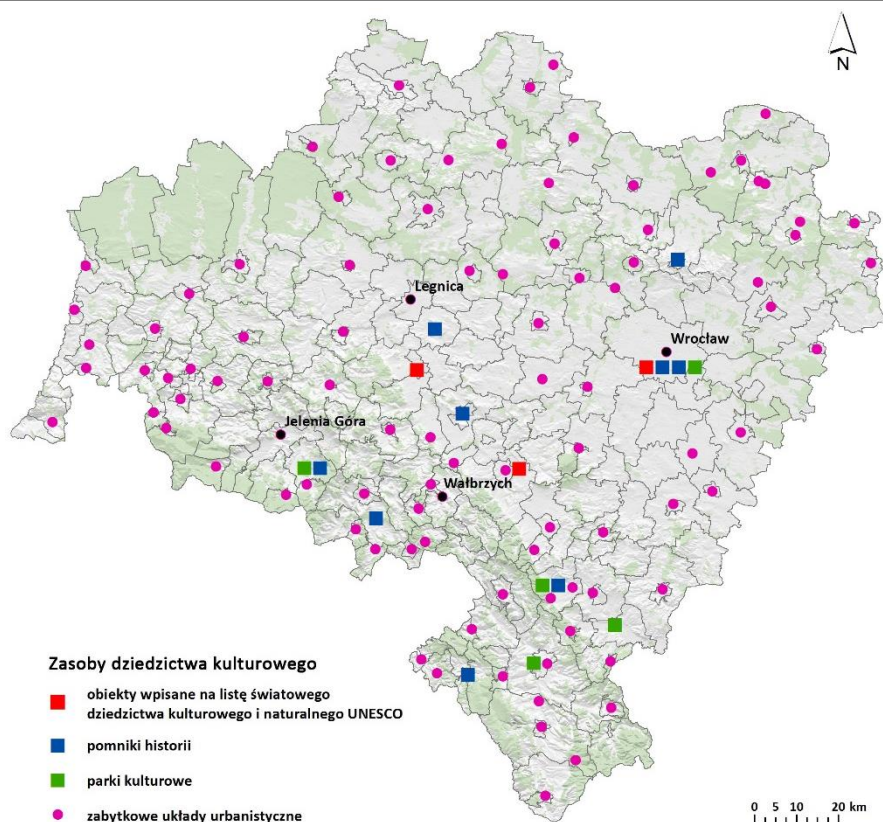 N
Legnica
Wrocław
Jelenia Góra
Wałbrzych
Zasoby dziedzictwa kulturowego
obiekty wpisane na listę światowego
dziedzictwa kulturowego i naturalnego UNESCO
pomniki historii
parki kulturowe
zabytkowe układy urbanistyczne
0 5 10 20 km